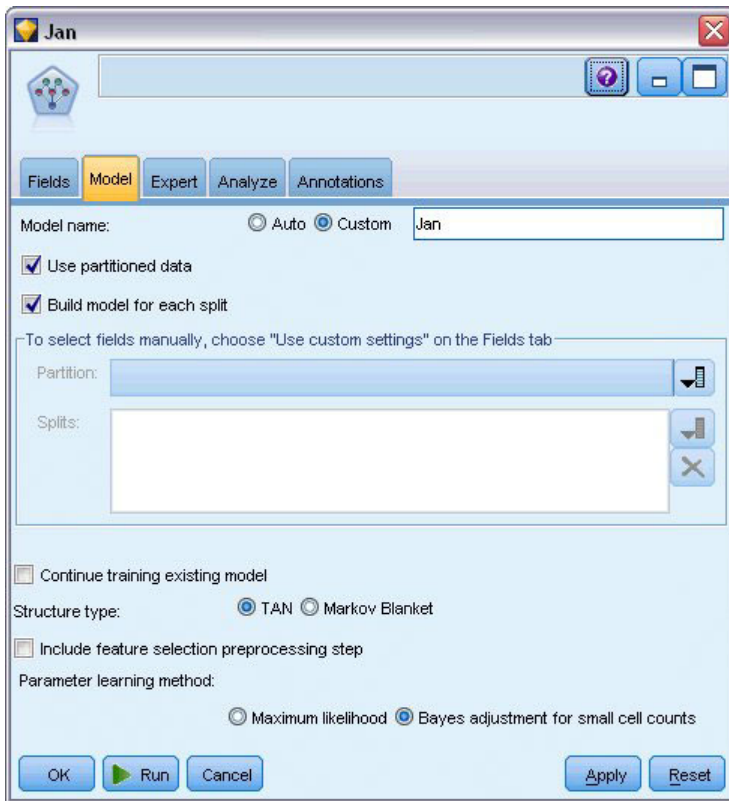 Jan
Fields Model Expert Analyze Annotations
Model name: Auto Custom Jan
Use partitioned data
Build model for each split
To select fields manually, choose "Use custom settings" on the Fields tab
Partition:
Splits:
Continue training existing model
Structure type: TAN Markov Blanket
Include feature selection preprocessing step
Parameter learning method:
Maximum likelihood Bayes adjustment for small cell counts
OK Run Cancel Apply Reset